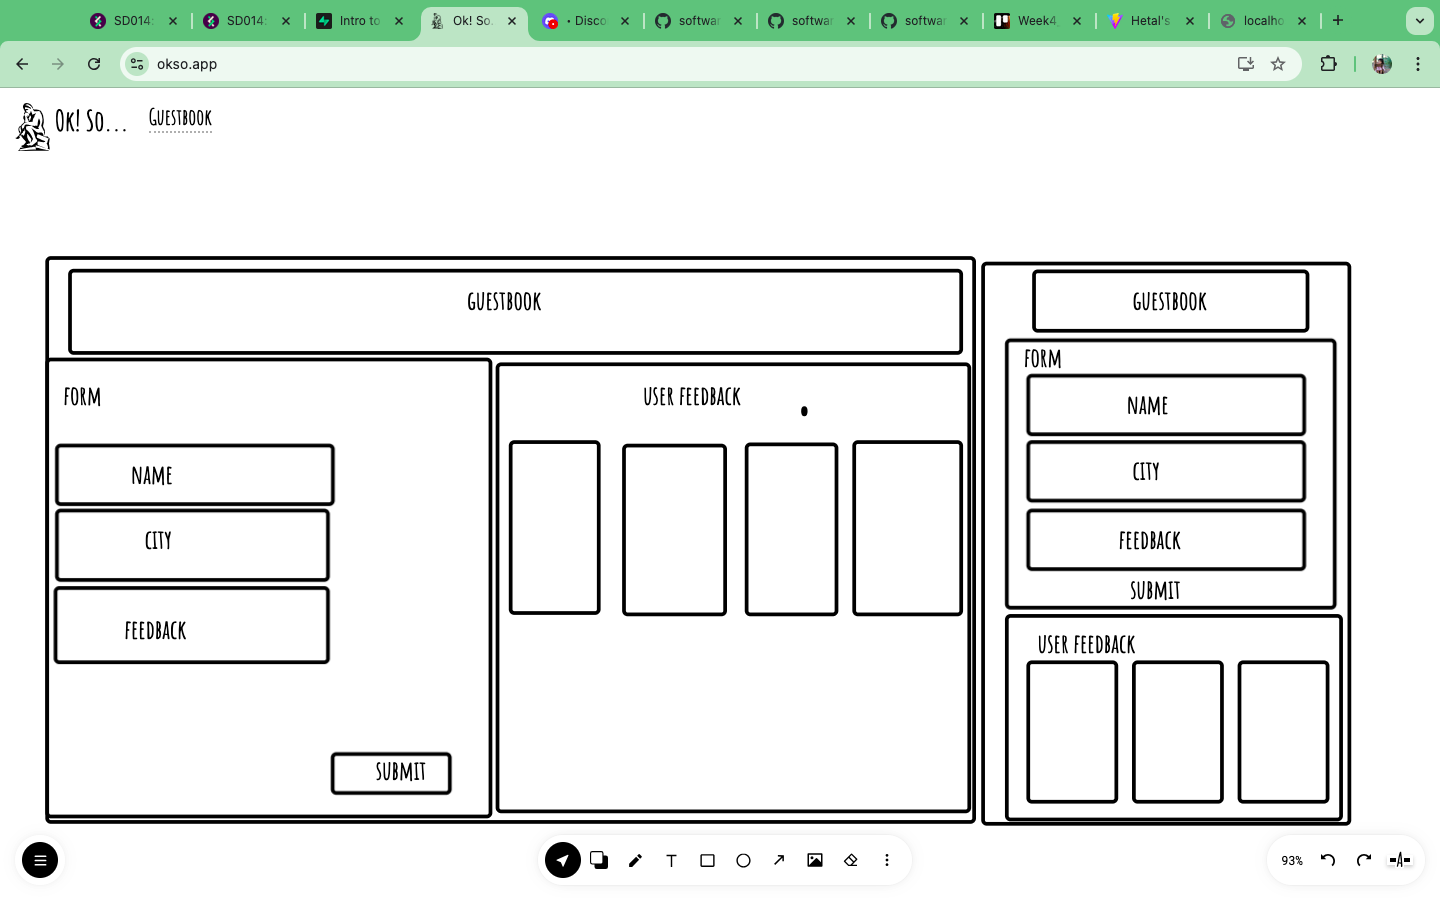 SD014:
SD014:
Intro to
Ok! So.
• Disco
softwar
softwar
softwar
Week4
Hetal's
localho
okso.app
Ok! So...
Guestbook
GUESTBOOK
FORM
NAME
CITY
FEEDBACK
SUBMIT
USER FEEDBACK
GUESTBOOK
FORM
NAME
CITY
FEEDBACK
SUBMIT
USER FEEDBACK
T
93%